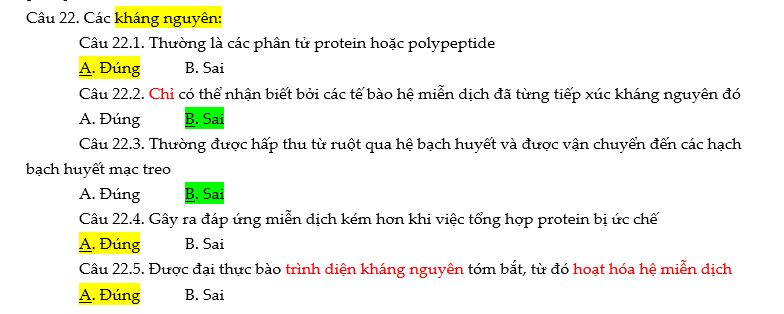 Câu 22. Các kháng nguyên:
Câu 22.1. Thường là các phân tử protein hoặc polypeptide
A. Đúng B. Sai
Câu 22.2. Chỉ có thể nhận biết bởi các tế bào hệ miễn dịch đã từng tiếp xúc kháng nguyên đó
A. Đúng B. Sai
Câu 22.3. Thường được hấp thu từ ruột qua hệ bạch huyết và được vận chuyển đến các hạch
bạch huyết mạc treo
A. Đúng B. Sai
Câu 22.4. Gây ra đáp ứng miễn dịch kém hơn khi việc tổng hợp protein bị ức chế
A. Đúng B. Sai
Câu 22.5. Được đại thực bào trình diện kháng nguyên tóm bắt, từ đó hoạt hóa hệ miễn dịch
A. Đúng B. Sai